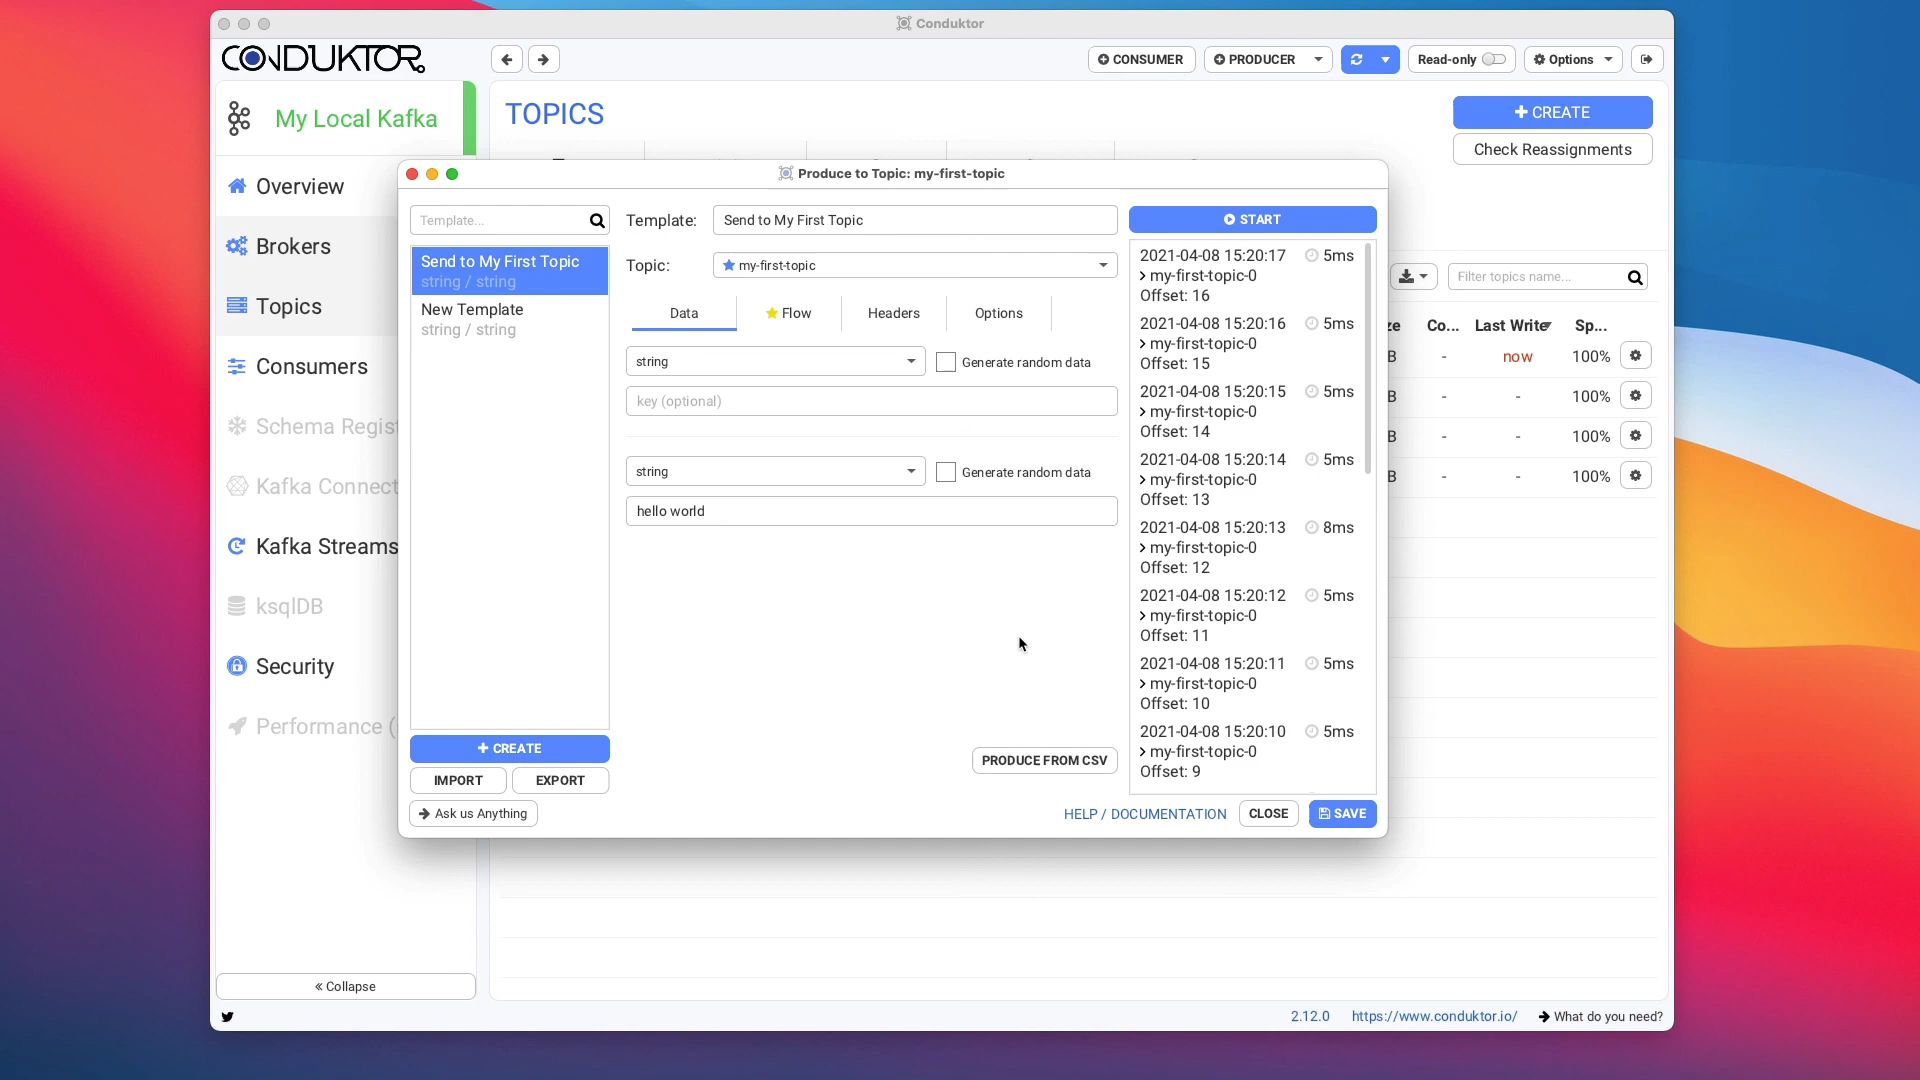 Conduktor
CONDUKTOR
CONSUMER
PRODUCER
Read-only
Options
My Local Kafka
TOPICS
CREATE
Check Reassignments
Overview
Brokers
Topics
Consumers
Kafka Connect
Kafka Streams
ksqlDB
Security
Performance
Collapse
Filter topics name...
Co...
Last Write
Sp...
B
-
now
100%
B
-
-
100%
B
-
-
100%
B
-
-
100%
Produce to Topic: my-first-topic
Template...
Send to My First Topic
string / string
New Template
string / string
CREATE
IMPORT
EXPORT
Ask us Anything
Template:
Send to My First Topic
Topic:
my-first-topic
Data
Flow
Headers
Options
string
Generate random data
key (optional)
string
Generate random data
hello world
PRODUCE FROM CSV
START
2021-04-08 15:20:17 5ms
> my-first-topic-0
Offset: 16
2021-04-08 15:20:16 5ms
> my-first-topic-0
Offset: 15
2021-04-08 15:20:15 5ms
> my-first-topic-0
Offset: 14
2021-04-08 15:20:14 5ms
> my-first-topic-0
Offset: 13
2021-04-08 15:20:13 8ms
> my-first-topic-0
Offset: 12
2021-04-08 15:20:12 5ms
> my-first-topic-0
Offset: 11
2021-04-08 15:20:11 5ms
> my-first-topic-0
Offset: 10
2021-04-08 15:20:10 5ms
> my-first-topic-0
Offset: 9
HELP / DOCUMENTATION
CLOSE
SAVE
2.12.0
https://www.conduktor.io/
What do you need?